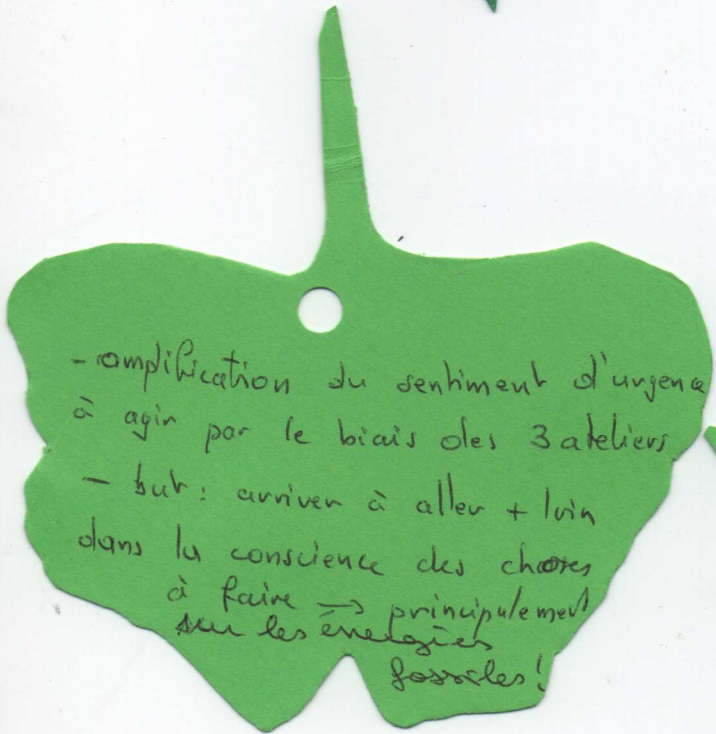 - amplification du sentiment d'urgence
à agir par le biais des 3 ateliers
- but : arriver à aller + loin
dans la conscience des choses
à faire → principalement
sur les énergies
fossiles !